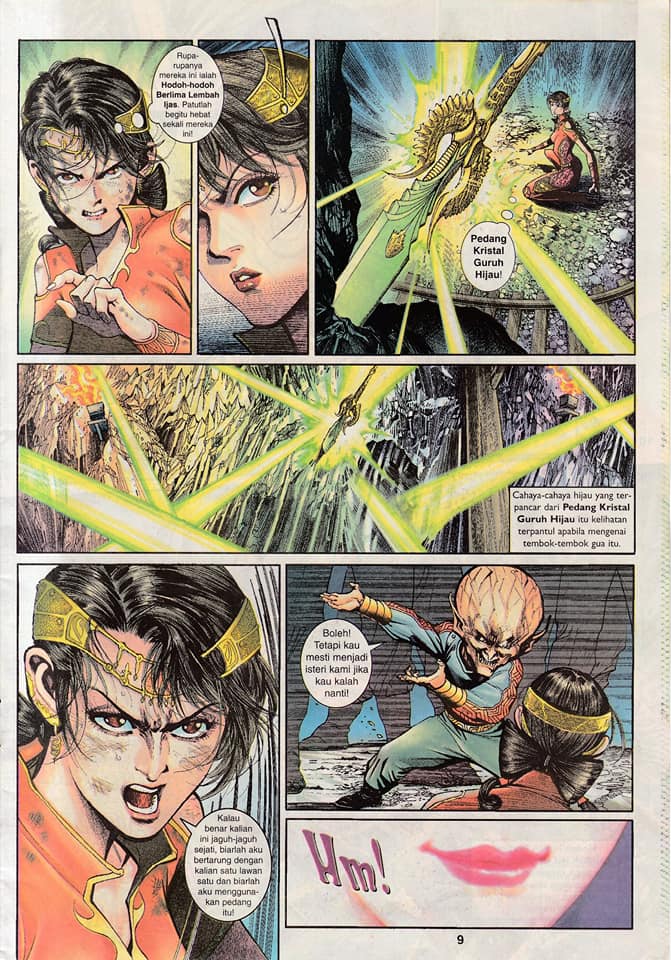 Rupa-
rupanya
mereka ini ialah
Hodoh-hodoh
Berlima Lembah
Ijas. Patutlah
begitu hebat
sekali mereka
ini!
Pedang
Kristal
Guruh
Hijau!
Cahaya-cahaya hijau yang ter-
pancar dari Pedang Kristal
Guruh Hijau itu kelihatan
terpantul apabila mengenai
tembok-tembok gua itu.
Kalau
benar kalian
ini jaguh-jaguh
sejati, biarlah aku
bertarung dengan
kalian satu lawan
satu dan biarlah
aku mengguna-
kan pedang
itu!
Boleh!
Tetapi kau
mesti menjadi
isteri kami jika
kau kalah
nanti!
Hm!
9